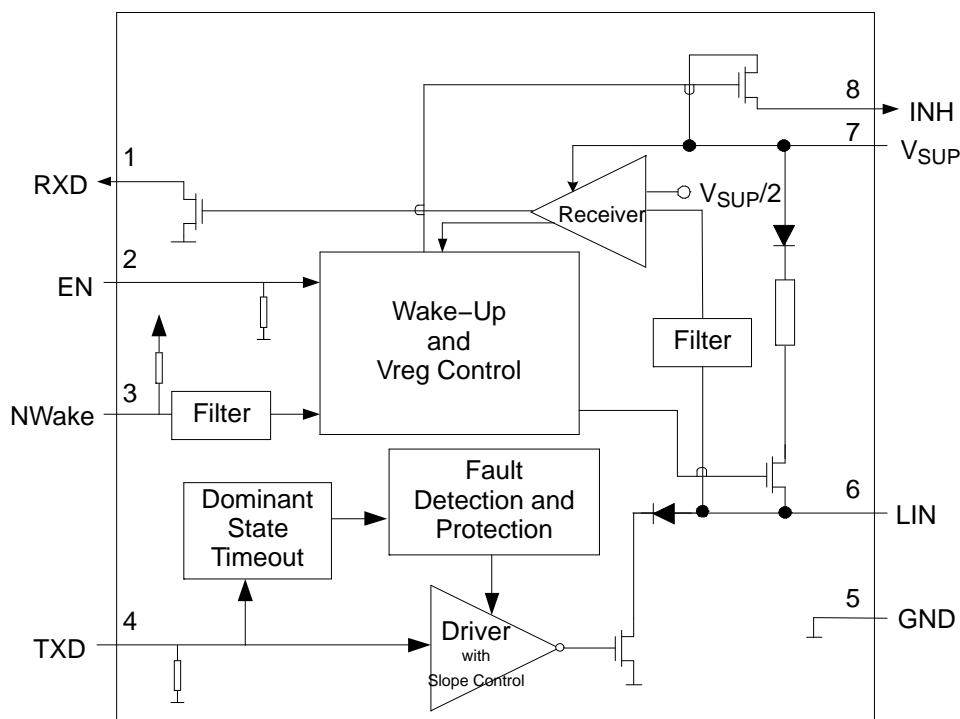 8
INH
7
VSUP
1
RXD
VSUP/2
Receiver
2
EN
Wake–Up
and
Vreg Control
Filter
3
NWake
Filter
Fault
Detection and
Protection
Dominant
State
Timeout
6
LIN
5
GND
4
TXD
Driver
with
Slope Control